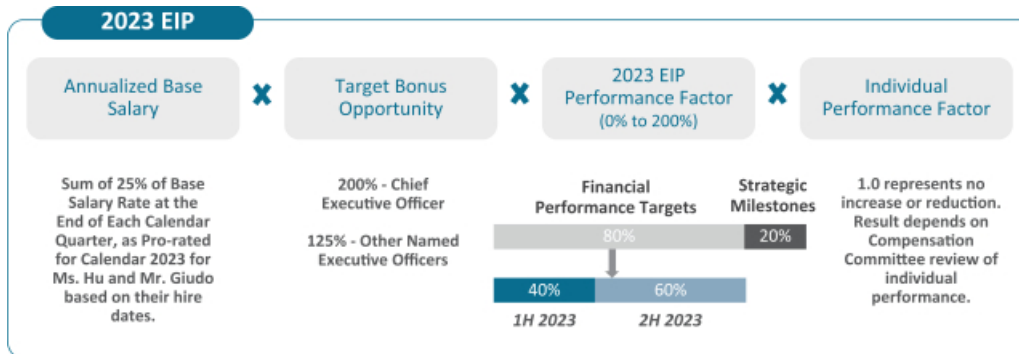 2023 EIP
Annualized Base
Salary
x
Target Bonus
Opportunity
x
2023 EIP
Performance Factor
(0% to 200%)
x
Individual
Performance Factor
Sum of 25% of Base
Salary Rate at the
End of Each Calendar
Quarter, as Pro-rated
for Calendar 2023 for
Ms. Hu and Mr. Giudo
based on their hire
dates.
200% - Chief
Executive Officer
125% - Other Named
Executive Officers
Financial
Performance Targets
Strategic
Milestones
80%
20%
40%
60%
1H 2023
2H 2023
1.0 represents no
increase or reduction.
Result depends on
Compensation
Committee review of
individual
performance.